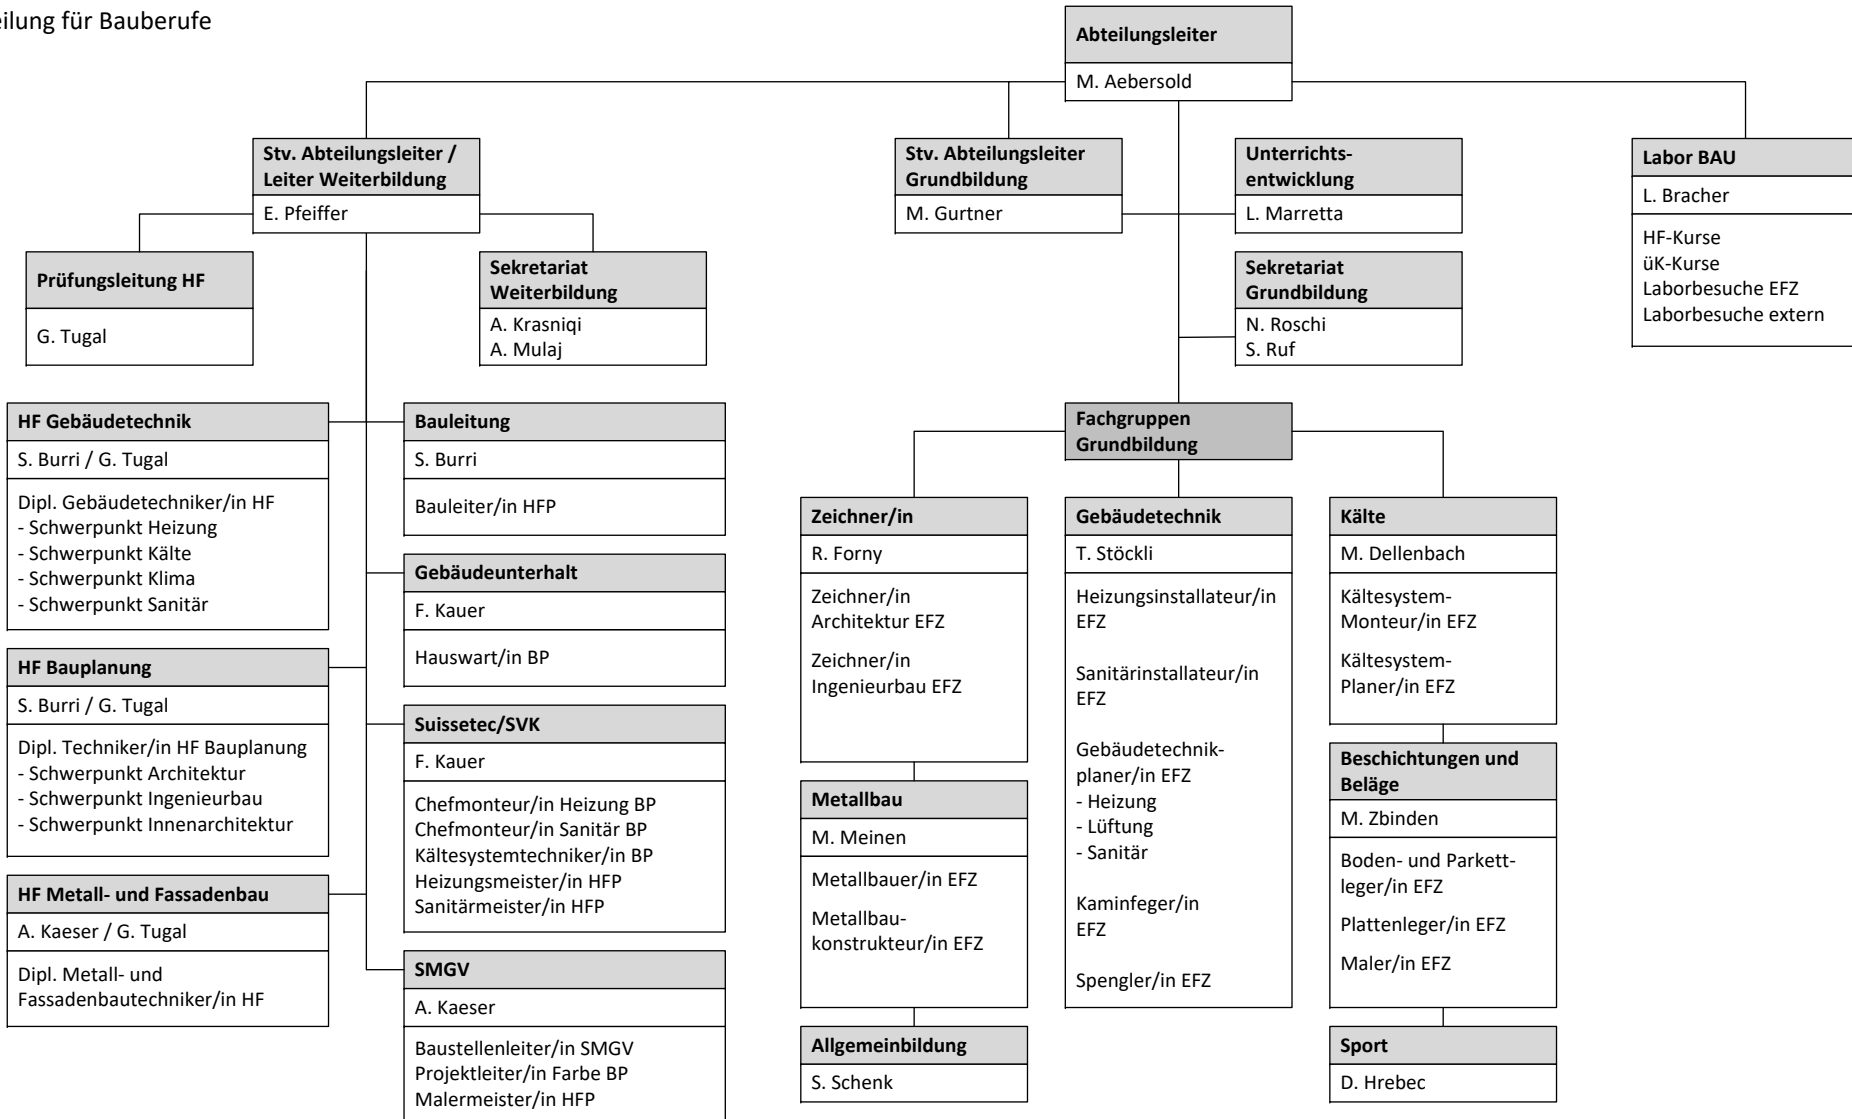 eilung für Bauberufe
Abteilungsleiter
M. Aebersold
Stv. Abteilungsleiter /
Leiter Weiterbildung
E. Pfeiffer
Stv. Abteilungsleiter
Grundbildung
M. Gurtner
Unterrichts-
entwicklung
L. Marretta
Labor BAU
L. Bracher
HF-Kurse
üK-Kurse
Laborbesuche EFZ
Laborbesuche extern
Prüfungsleitung HF
G. Tugal
Sekretariat
Weiterbildung
A. Krasniqi
A. Mulaj
Sekretariat
Grundbildung
N. Roschi
S. Ruf
HF Gebäudetechnik
S. Burri / G. Tugal
Dipl. Gebäudetechniker/in HF
- Schwerpunkt Heizung
- Schwerpunkt Kälte
- Schwerpunkt Klima
- Schwerpunkt Sanitär
HF Bauplanung
S. Burri / G. Tugal
Dipl. Techniker/in HF Bauplanung
- Schwerpunkt Architektur
- Schwerpunkt Ingenieurbau
- Schwerpunkt Innenarchitektur
HF Metall- und Fassadenbau
A. Kaeser / G. Tugal
Dipl. Metall- und
Fassadenbautechniker/in HF
Bauleitung
S. Burri
Bauleiter/in HFP
Gebäudeunterhalt
F. Kauer
Hauswart/in BP
Suissetec/SVK
F. Kauer
Chefmonteur/in Heizung BP
Chefmonteur/in Sanitär BP
Kältesystemtechniker/in BP
Heizungsmeister/in HFP
Sanitärmeister/in HFP
SMGV
A. Kaeser
Baustellenleiter/in SMGV
Projektleiter/in Farbe BP
Malermeister/in HFP
Fachgruppen
Grundbildung
Zeichner/in
R. Forny
Zeichner/in
Architektur EFZ
Zeichner/in
Ingenieurbau EFZ
Metallbau
M. Meinen
Metallbauer/in EFZ
Metallbau-
konstrukteur/in EFZ
Allgemeinbildung
S. Schenk
Gebäudetechnik
T. Stöckli
Heizungsinstallateur/in
EFZ
Sanitärinstallateur/in
EFZ
Gebäudetechnik-
planer/in EFZ
- Heizung
- Lüftung
- Sanitär
Kaminfeger/in
EFZ
Spengler/in EFZ
Kälte
M. Dellenbach
Kältesystem-
Monteur/in EFZ
Kältesystem-
Planer/in EFZ
Beschichtungen und
Beläge
M. Zbinden
Boden- und Parkett-
leger/in EFZ
Plattenleger/in EFZ
Maler/in EFZ
Sport
D. Hrebec